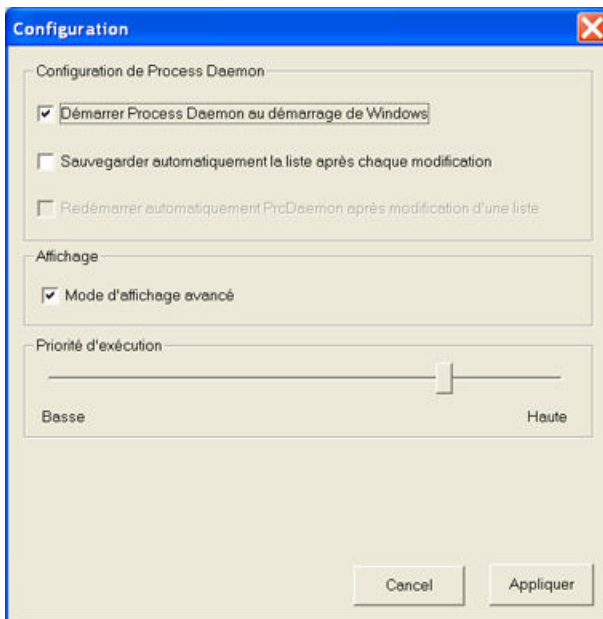 Configuration
Configuration de Process Daemon
Démarrer Process Daemon au démarrage de Windows
Sauvegarder automatiquement la liste après chaque modification
Redémarrer automatiquement PrcDaemon après modification d'une liste
Affichage
Mode d'affichage avancé
Priorité d'exécution
Basse Haute
Cancel Appliquer